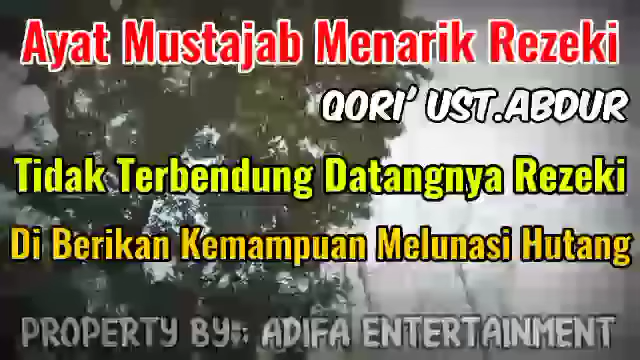 Ayat Mustajab Menarik Rezeki
QORI' UST.ABDUR
Tidak Terbendung Datangnya Rezeki
Di Berikan Kemampuan Melunasi Hutang
PROPERTY BY:; ADIFA ENTERTAINMENT